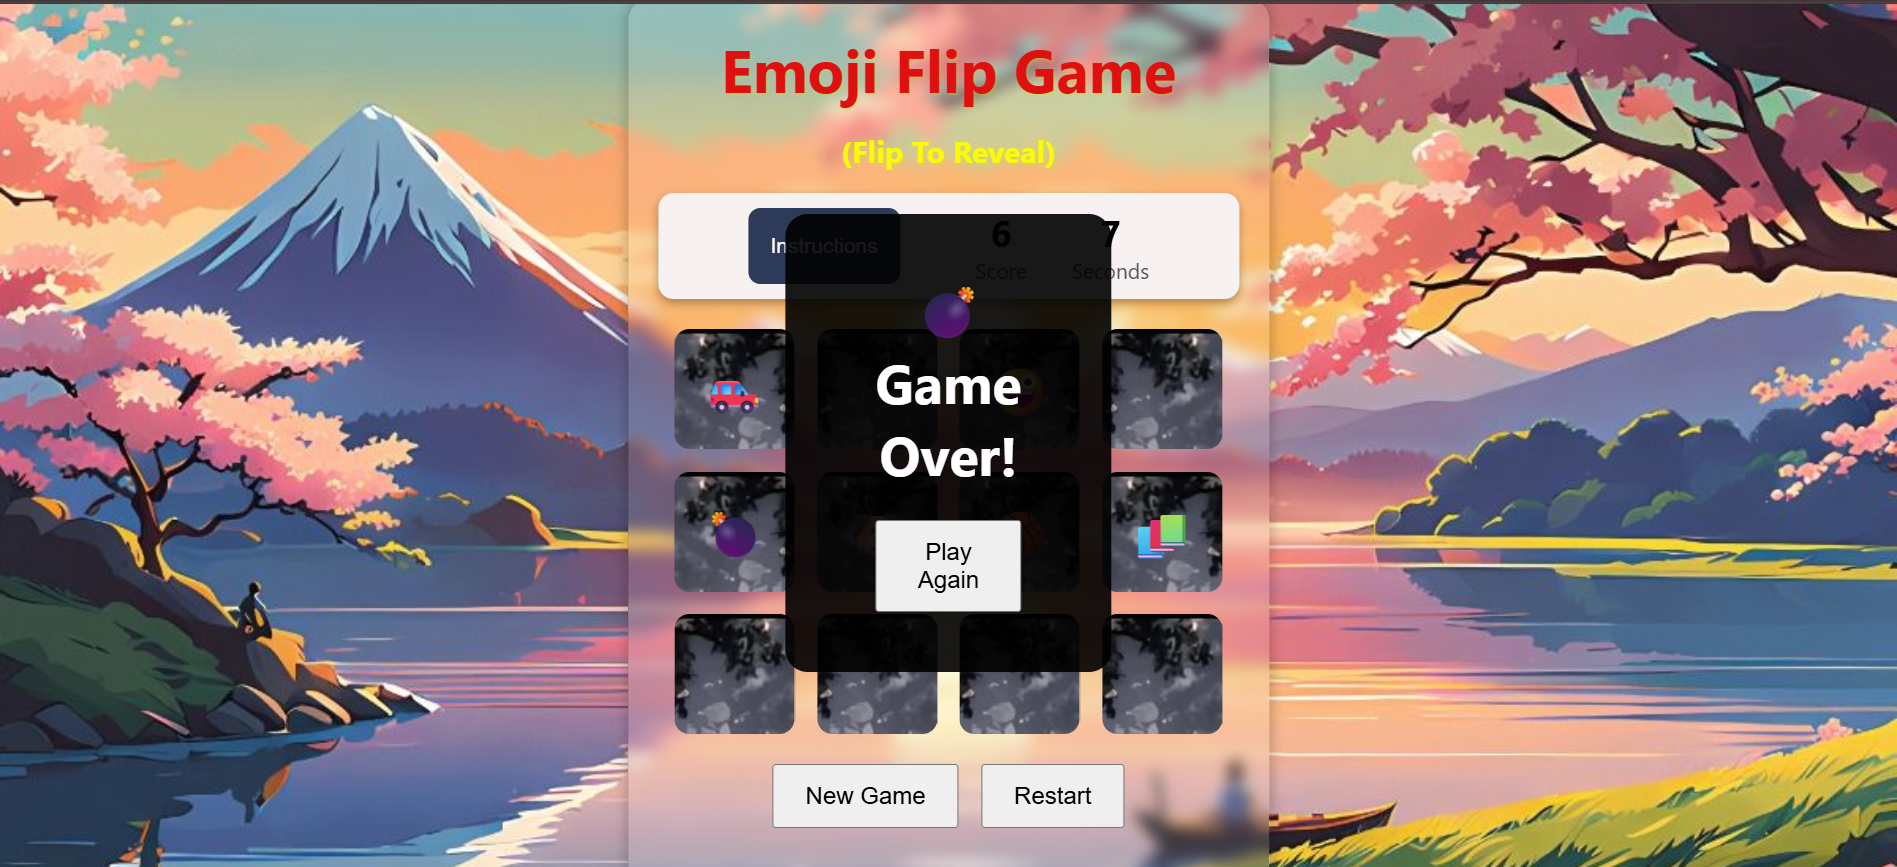 Emoji Flip Game
(Flip To Reveal)
Instructions
6
7
Score
Seconds
Game
Over!
Play
Again
New Game
Restart